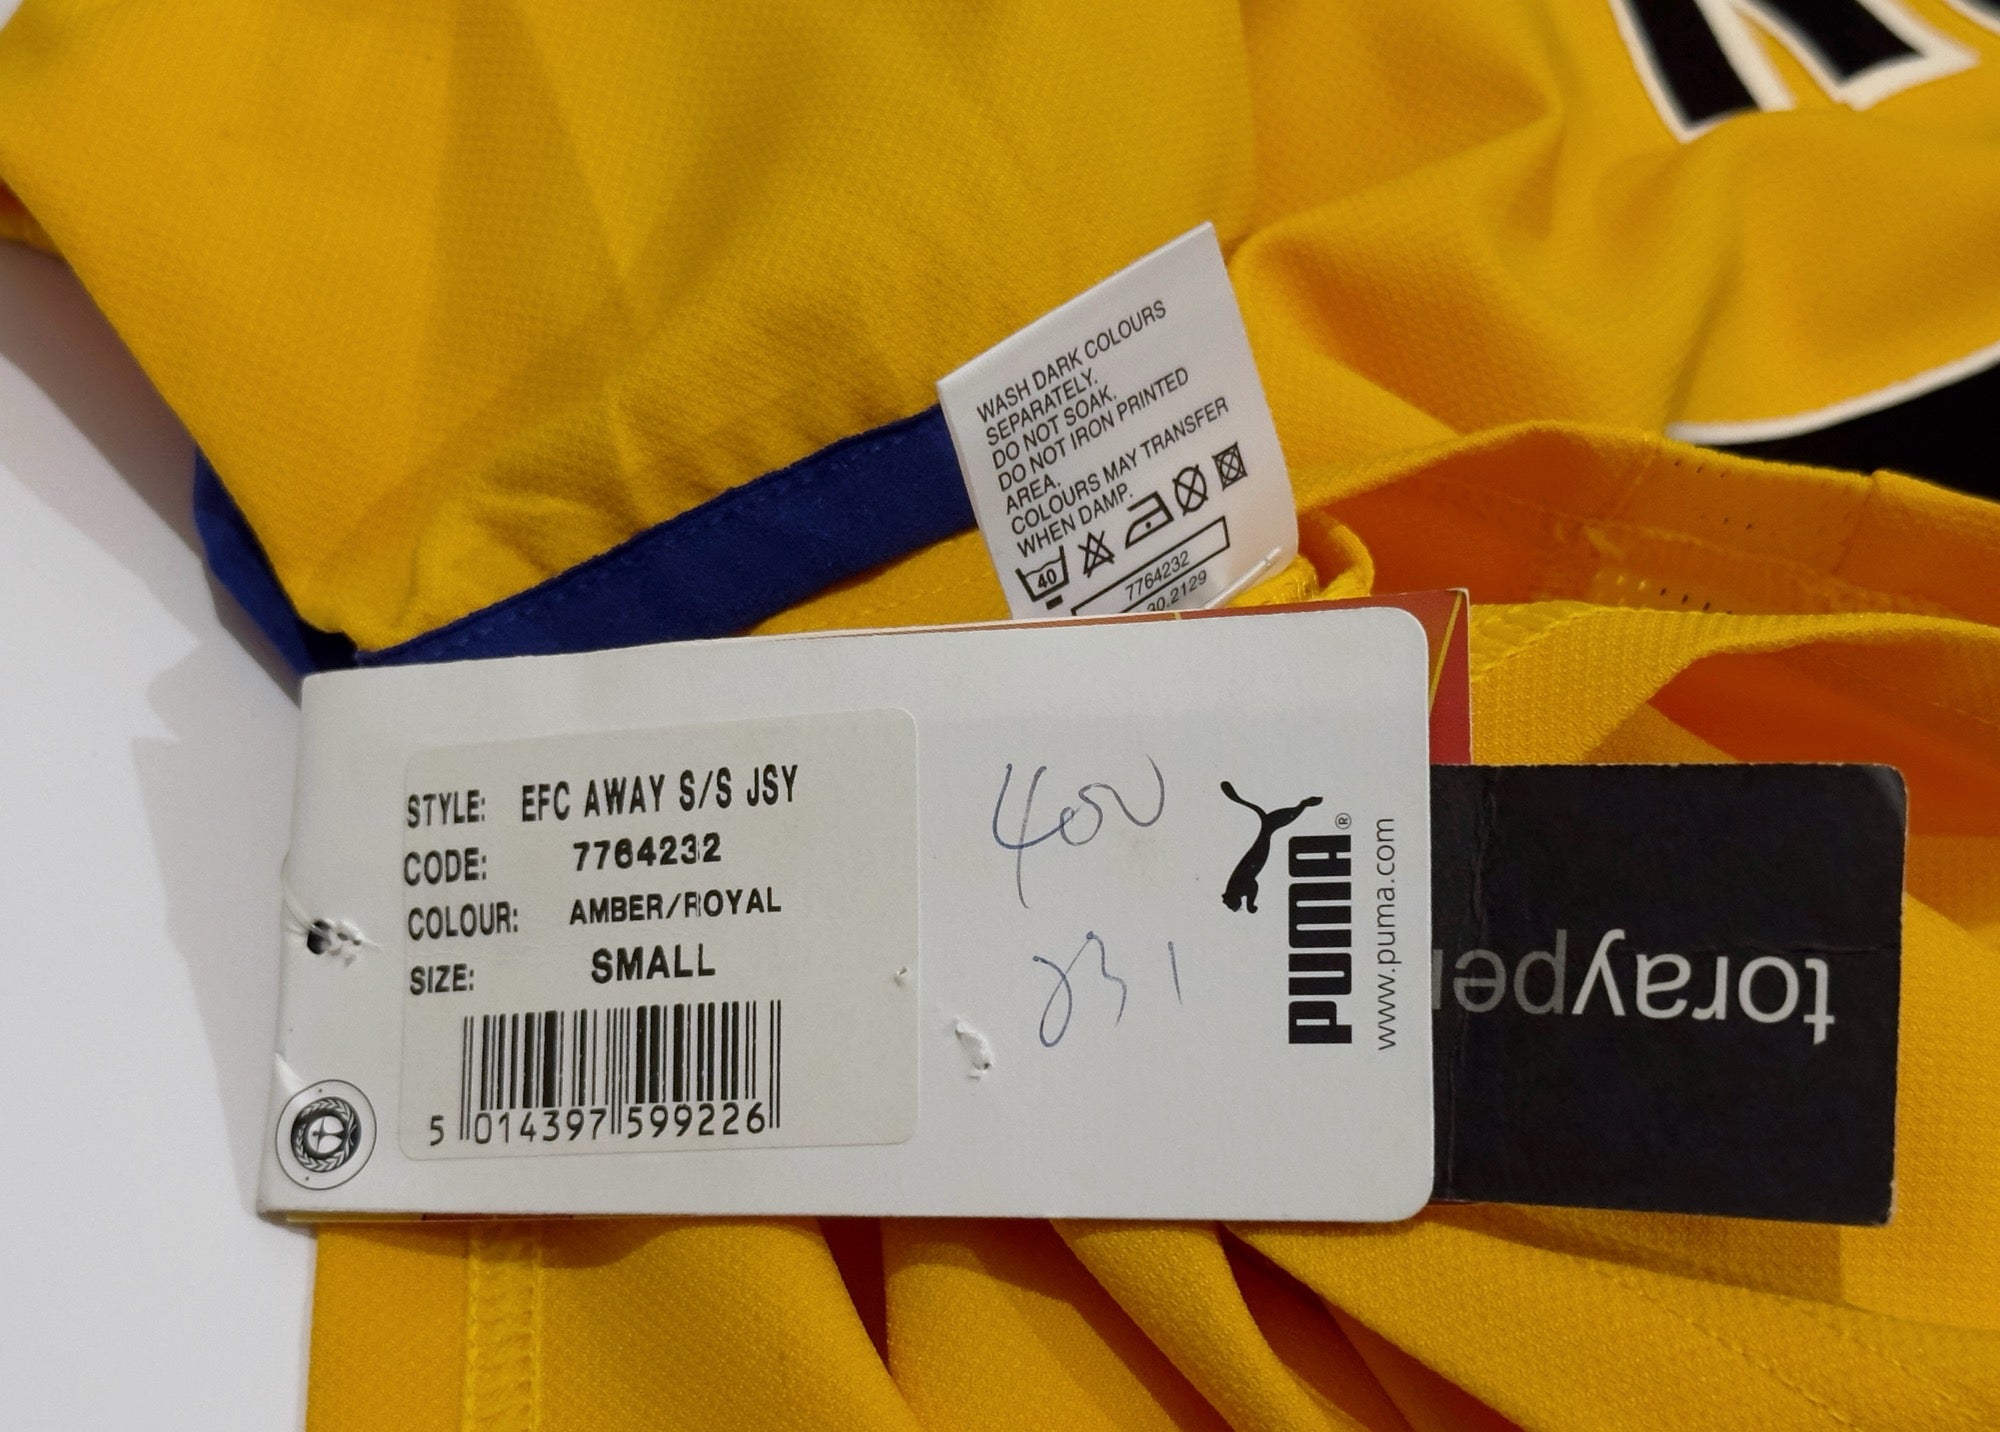 WASH DARK COLOURS
SEPARATELY.
DO NOT SOAK.
DO NOT IRON PRINTED
AREA.
COLOURS MAY TRANSFER
WHEN DAMP.
40
7764232
30.2129
STYLE: EFC AWAY S/S JSY
CODE: 7764232
COLOUR: AMBER/ROYAL
SIZE: SMALL
5 014397 599226
PUMA®
www.puma.com
toraype